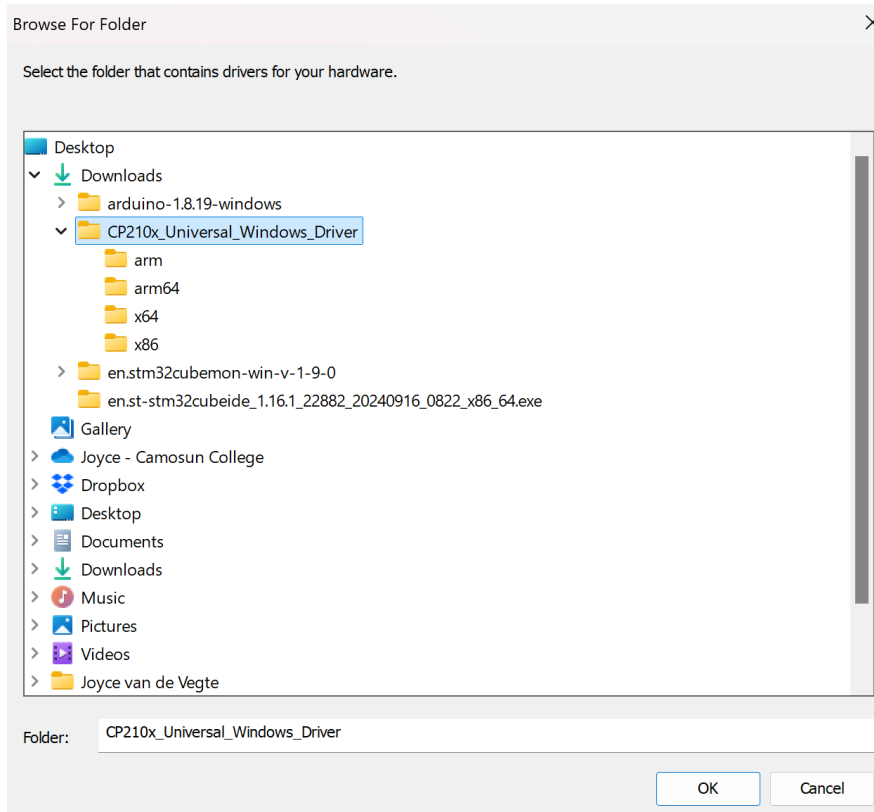 Browse For Folder
Select the folder that contains drivers for your hardware.
Desktop
Downloads
arduino-1.8.19-windows
CP210x_Universal_Windows_Driver
arm
arm64
x64
x86
en.stm32cubemon-win-v-1-9-0
en.st-stm32cubeide_1.16.1_22882_20240916_0822_x86_64.exe
Gallery
Joyce - Camosun College
Dropbox
Desktop
Documents
Downloads
Music
Pictures
Videos
Joyce van de Vegte
Folder: CP210x_Universal_Windows_Driver
OK Cancel